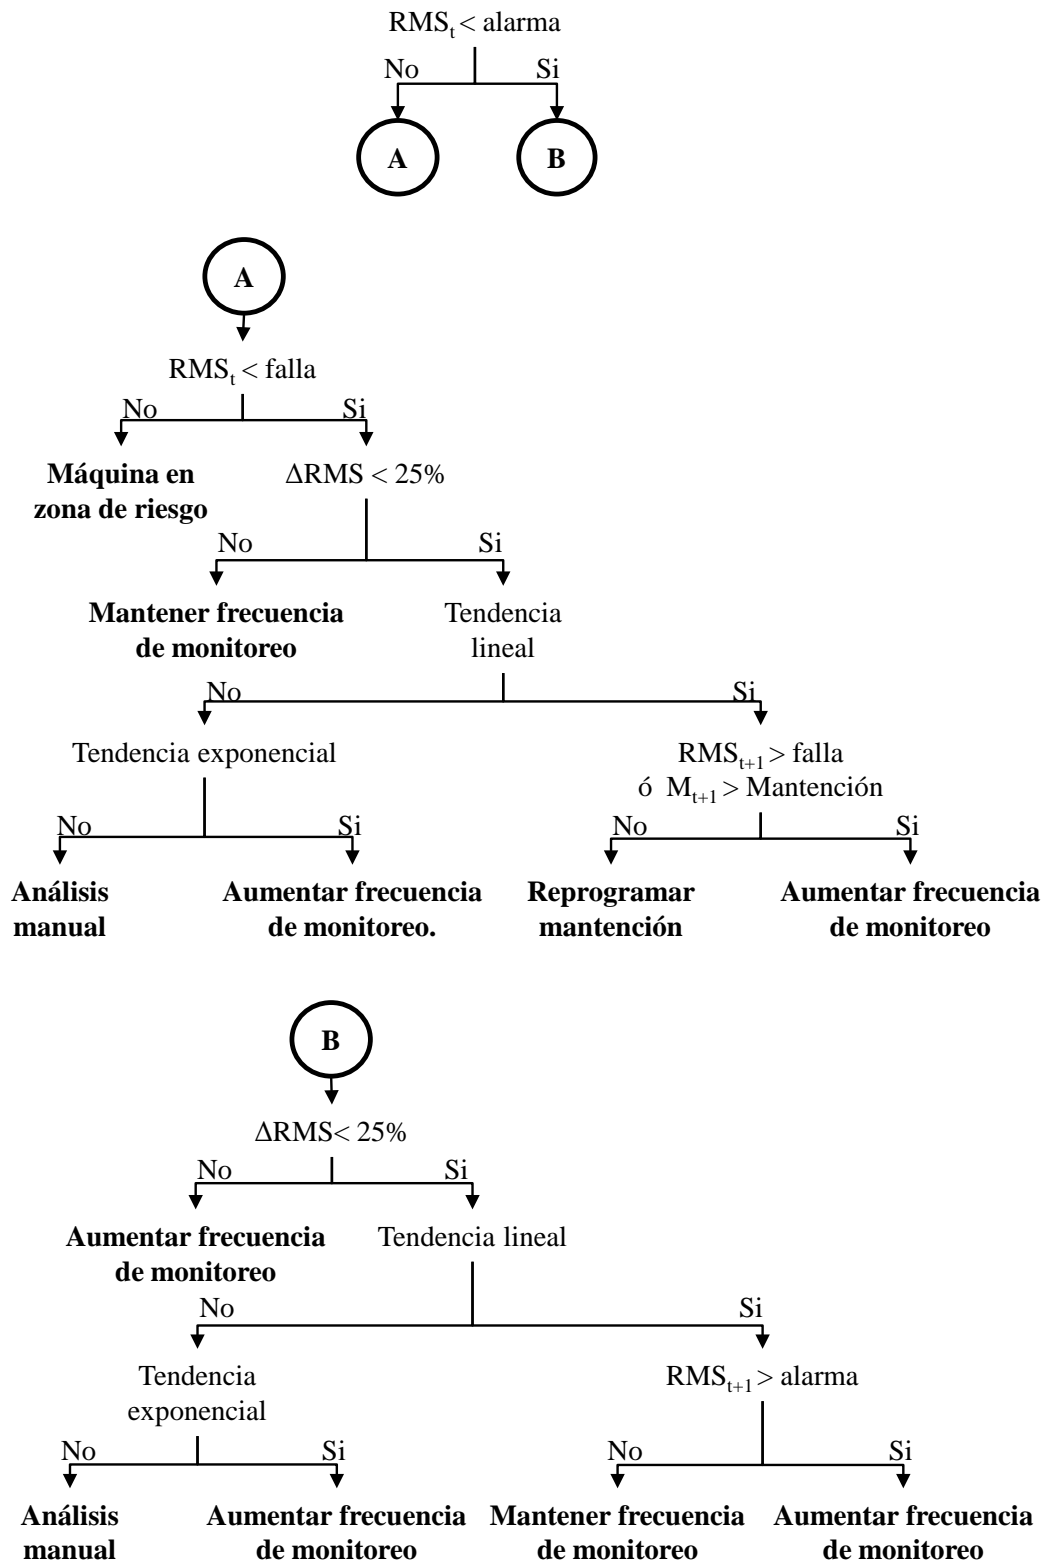 RMSt < alarma
No Si
A B
A
RMSt < falla
No Si
Máquina en
zona de riesgo
ΔRMS < 25%
No Si
Mantener frecuencia
de monitoreo
Tendencia
lineal
No Si
Tendencia exponencial
RMSt+1 > falla
ó Mt+1 > Mantención
No Si No Si
Análisis
manual
Aumentar frecuencia
de monitoreo.
Reprogramar
mantención
Aumentar frecuencia
de monitoreo
B
ΔRMS< 25%
No Si
Aumentar frecuencia
de monitoreo
Tendencia lineal
No Si
Tendencia
exponencial
RMSt+1 > alarma
No Si No Si
Análisis
manual
Aumentar frecuencia
de monitoreo
Mantener frecuencia
de monitoreo
Aumentar frecuencia
de monitoreo